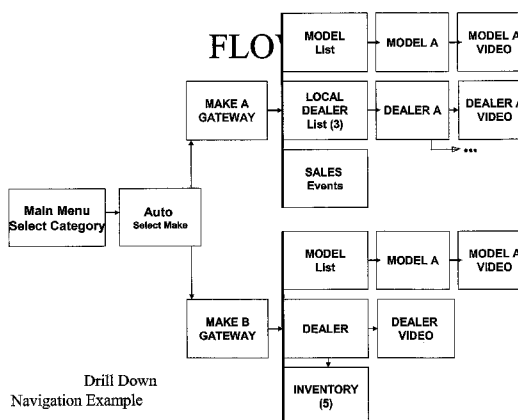 FLOW
MODEL
List
MODEL A
MODEL A
VIDEO
MAKE A
GATEWAY
LOCAL
DEALER
List (3)
DEALER A
DEALER A
VIDEO
...
SALES
Events
Main Menu
Select Category
Auto
Select Make
MODEL
List
MODEL A
MODEL A
VIDEO
MAKE B
GATEWAY
DEALER
DEALER
VIDEO
INVENTORY
(5)
Drill Down
Navigation Example